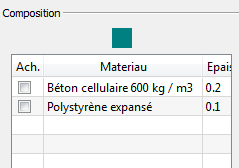 Composition
Ach. Materiau Epais
Béton cellulaire 600 kg / m3 0.2
Polystyrène expansé 0.1